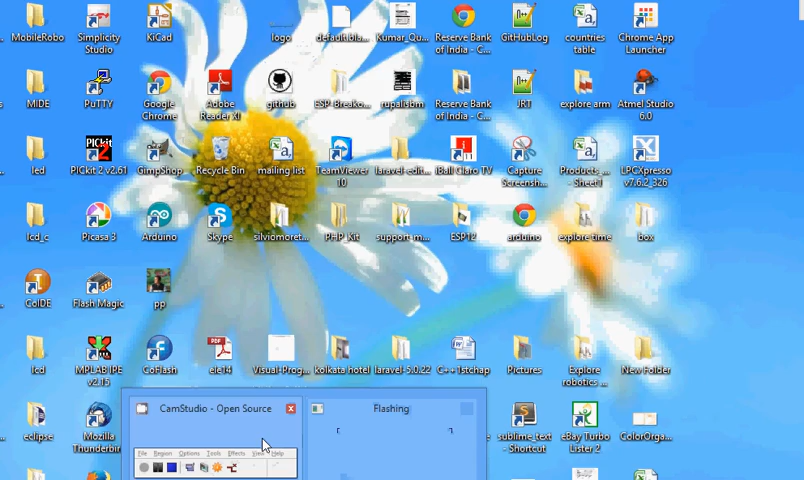 MobileRobo
Simplicity Studio
KiCad
logo
default.bla...
Kumar_Qu...
Reserve Bank of India - C...
GitHubLog
countries table
Chrome App Launcher
MIDE
PuTTY
Google Chrome
Adobe Reader XI
github
ESP-Breako...
rupalisbm
Reserve Bank of India - C...
JRT
explore arm
Atmel Studio 6.0
led
PICkit 2 v2.61
GimpShop
Recycle Bin
mailing list
TeamViewer 10
laravel-edit...
iBall Claro TV
Capture Screensh...
Products_... - Sheet1
LPCXpresso v7.6.2_326
lcd_c
Picasa 3
Arduino
Skype
silviomoret...
PHP_Kit
support-m...
ESP12
arduino
explore time
box
CoIDE
Flash Magic
pp
lcd
MPLAB IPE v2.15
CoFlash
PDF
ele14
Visual-Prog...
kolkata hotel
laravel-5.0.22
C++1stchap
Pictures
Explore robotics ...
New Folder
eclipse
Mozilla Thunderbird
CamStudio - Open Source
Flashing
sublime_text - Shortcut
eBay Turbo Lister 2
ColorOrga...
File Region Options Tools Effects View Help